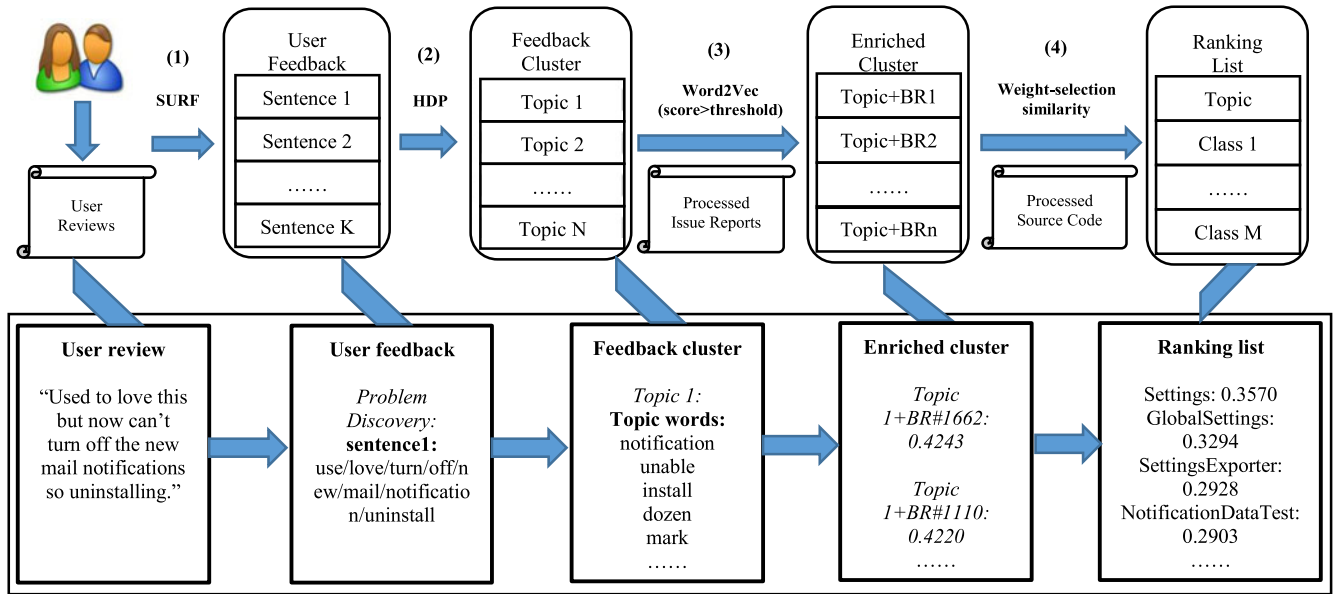 (1)
SURF
User
Reviews
User
Feedback
Sentence 1
Sentence 2
……
Sentence K
(2)
HDP
Feedback
Cluster
Topic 1
Topic 2
……
Topic N
(3)
Word2Vec
(score>threshold)
Processed
Issue Reports
Enriched
Cluster
Topic+BR1
Topic+BR2
……
Topic+BRn
(4)
Weight-selection
similarity
Processed
Source Code
Ranking
List
Topic
Class 1
……
Class M
User review
“Used to love this
but now can’t
turn off the new
mail notifications
so uninstalling.”
User feedback
Problem
Discovery:
sentence1:
use/love/turn/off/n
ew/mail/notificatio
n/uninstall
Feedback cluster
Topic 1:
Topic words:
notification
unable
install
dozen
mark
……
Enriched cluster
Topic
1+BR#1662:
0.4243
Topic
1+BR#1110:
0.4220
……
Ranking list
Settings: 0.3570
GlobalSettings:
0.3294
SettingsExporter:
0.2928
NotificationDataTest:
0.2903
……